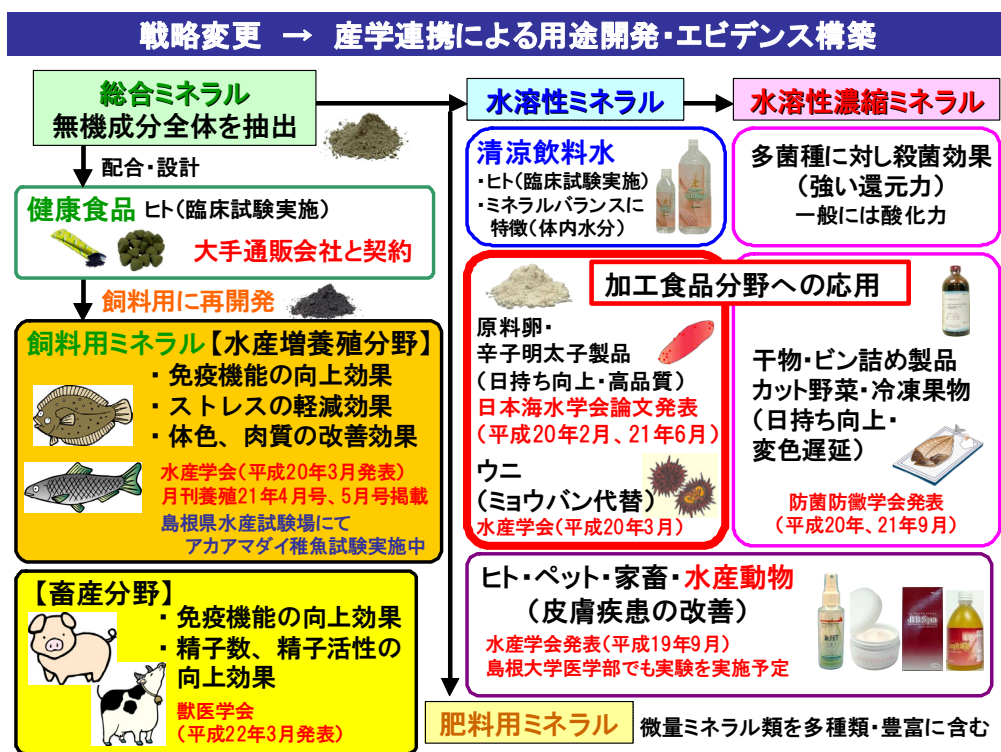 戦略変更 → 産学連携による用途開発・エビデンス構築
総合ミネラル
無機成分全体を抽出
配合・設計
健康食品 ヒト(臨床試験実施)
大手通販会社と契約
飼料用に再開発
飼料用ミネラル【水産増養殖分野】
・免疫機能の向上効果
・ストレスの軽減効果
・体色、肉質の改善効果
水産学会(平成20年3月発表)
月刊養殖21年4月号、5月号掲載
島根県水産試験場にて
アカアマダイ稚魚試験実施中
【畜産分野】
・免疫機能の向上効果
・精子数、精子活性の
向上効果
獣医学会
(平成22年3月発表)
水溶性ミネラル
清涼飲料水
・ヒト(臨床試験実施)
・ミネラルバランスに
特徴(体内水分)
水溶性濃縮ミネラル
多菌種に対し殺菌効果
(強い還元力)
一般には酸化力
加工食品分野への応用
原料卵・
辛子明太子製品
(日持ち向上・高品質)
日本海水学会論文発表
(平成20年2月、21年6月)
ウニ
(ミョウバン代替)
水産学会(平成20年3月)
干物・ビン詰め製品
カット野菜・冷凍果物
(日持ち向上・
変色遅延)
防菌防黴学会発表
(平成20年、21年9月)
ヒト・ペット・家畜・水産動物
(皮膚疾患の改善)
水産学会発表(平成19年9月)
島根大学医学部でも実験を実施予定
肥料用ミネラル 微量ミネラル類を多種類・豊富に含む